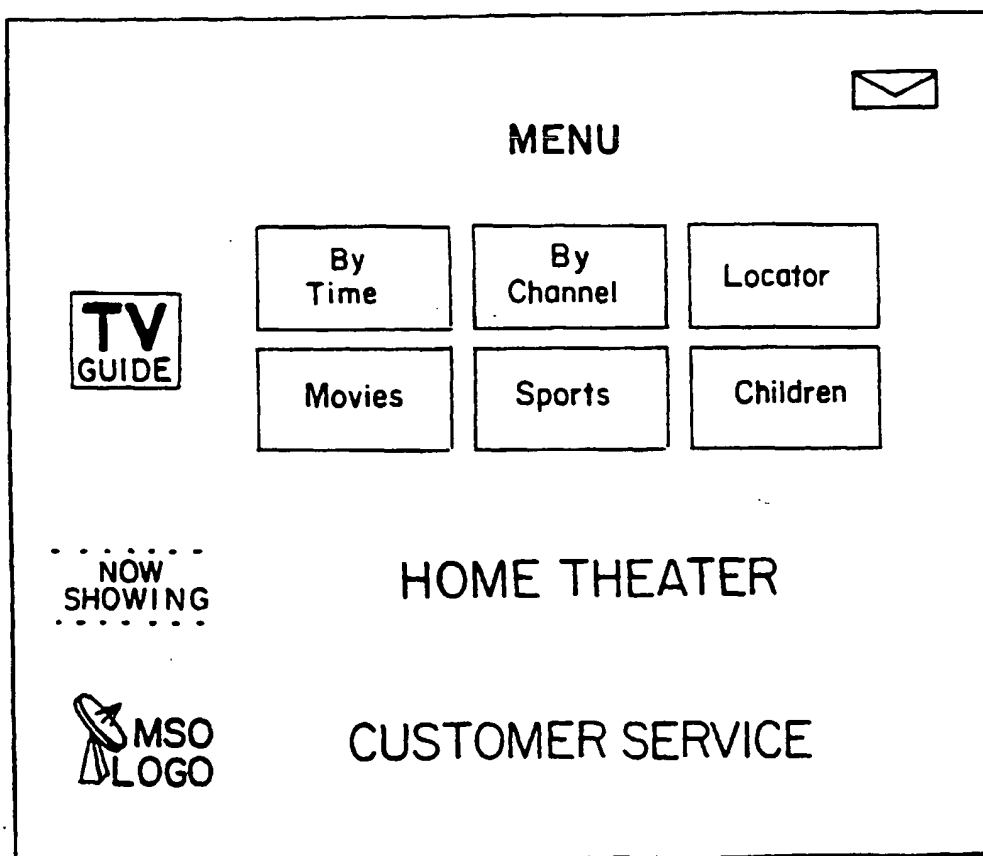 MENU
By
Time
By
Channel
Locator
TV
GUIDE
Movies
Sports
Children
NOW
SHOWING
HOME THEATER
MSO
LOGO
CUSTOMER SERVICE